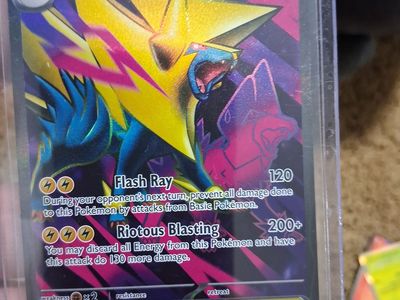 Flash Ray 120
During your opponent's next turn, prevent all damage done
to this Pokémon by attacks from Basic Pokémon.
Riotous Blasting 200+
You may discard all Energy from this Pokémon and have
this attack do 130 more damage.
weakness ×2 resistance retreat